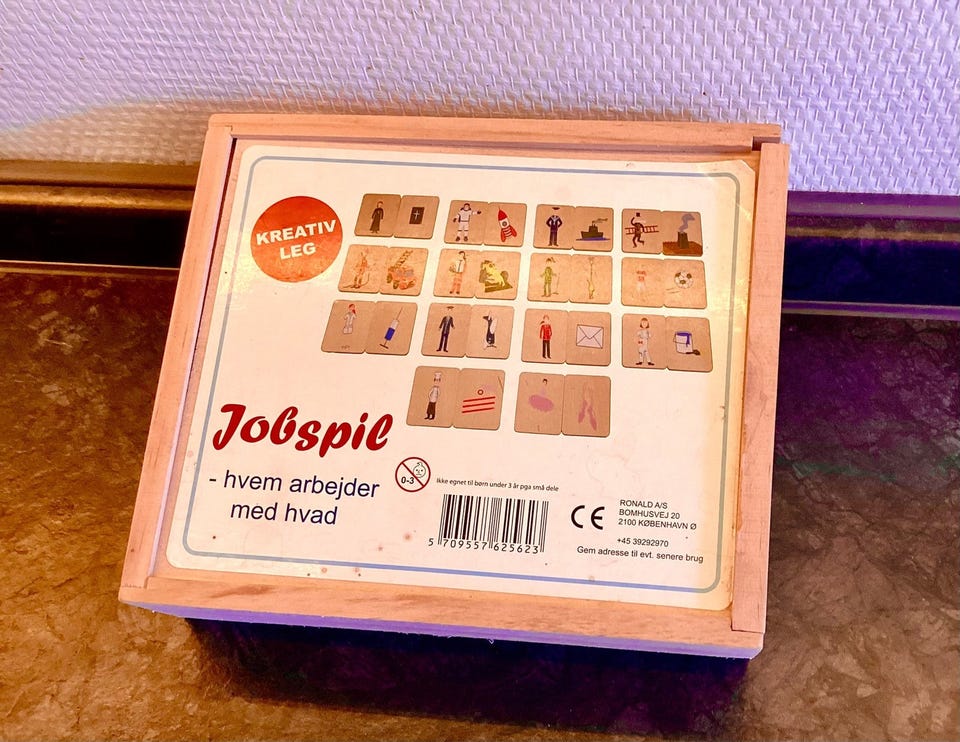 KREATIV
LEG
Jobspil
- hvem arbejder
med hvad
0-3
Ikke egnet til børn under 3 år pga små dele
5 709557 625623
CE
RONALD A/S
BOMHUSVEJ 20
2100 KØBENHAVN Ø
+45 39292970
Gem adresse til evt. senere brug